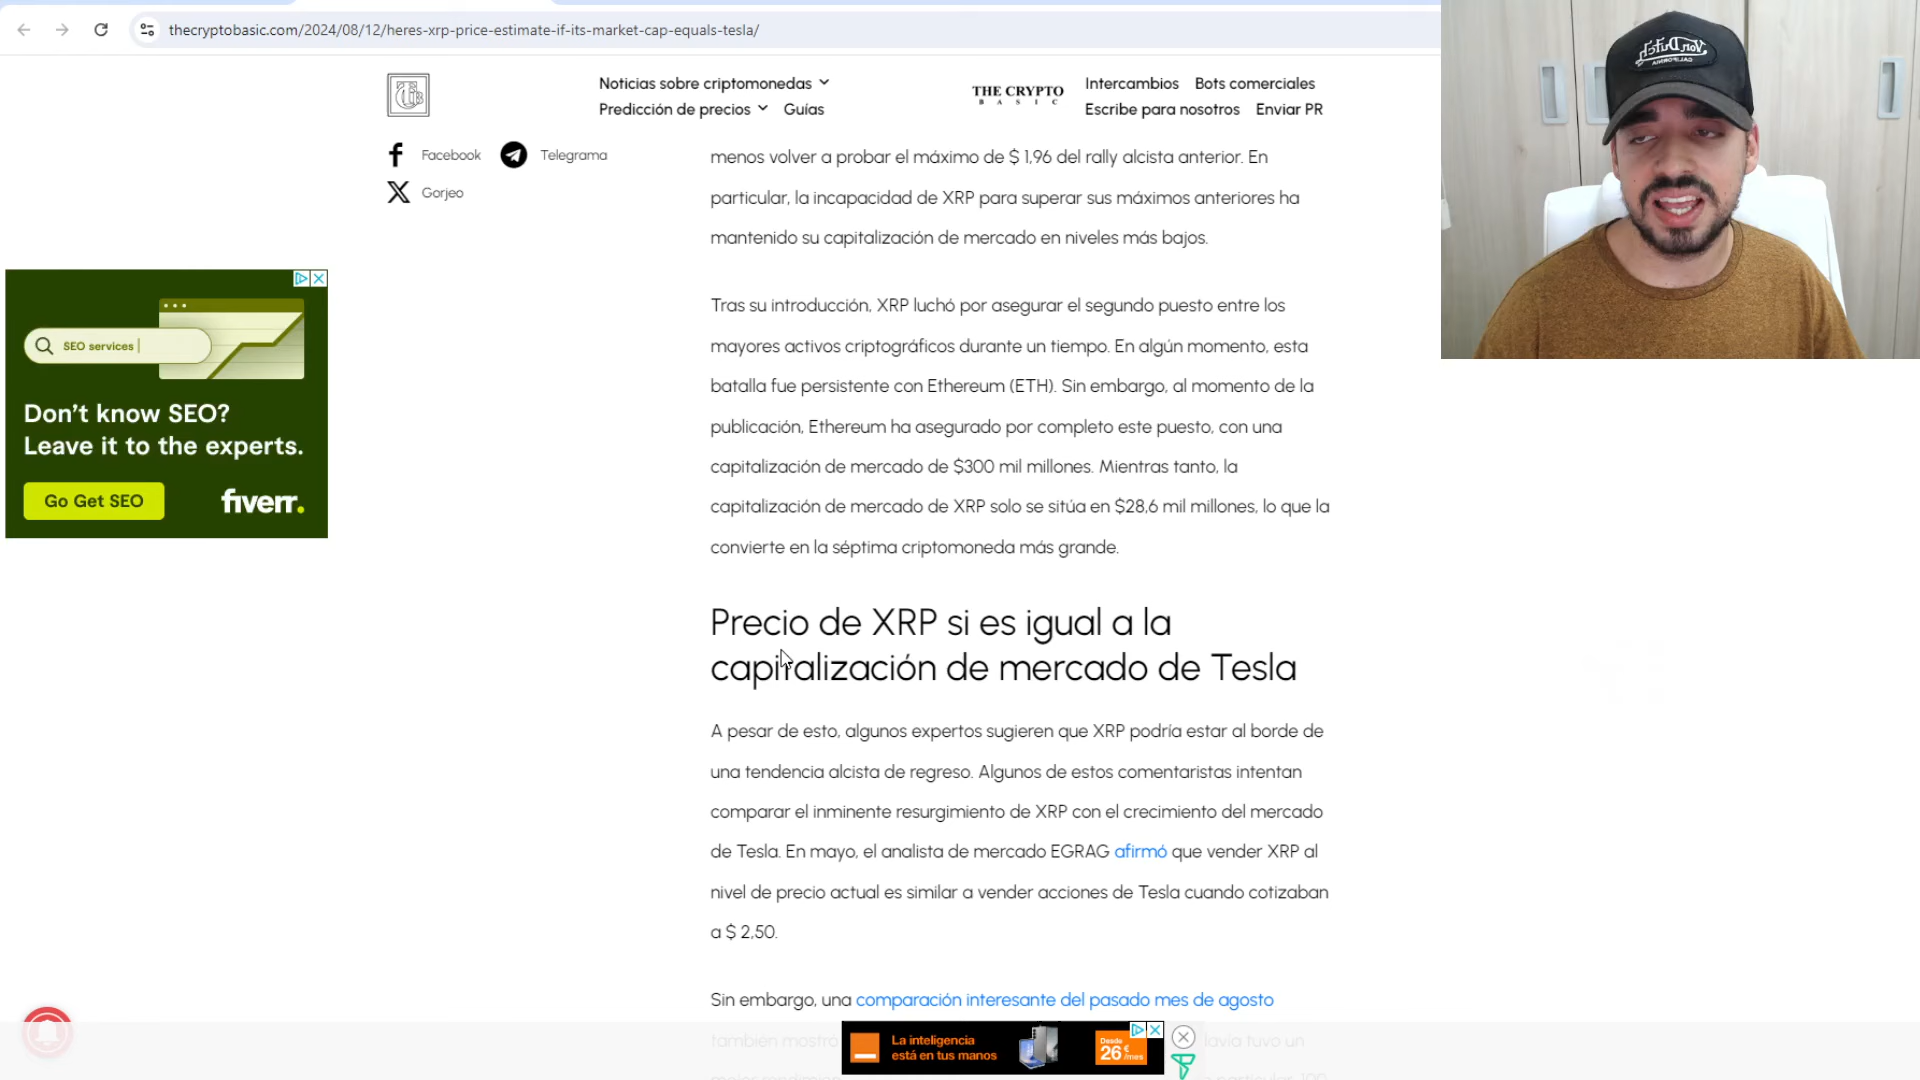 thecryptobasic.com/2024/08/12/heres-xrp-price-estimate-if-its-market-cap-equals-tesla/
Noticias sobre criptomonedas
Predicción de precios
Guías
THE CRYPTO
BASIC
Intercambios Bots comerciales
Escribe para nosotros Enviar PR
Facebook
Telegrama
Gorjeo
menos volver a probar el máximo de $ 1,96 del rally alcista anterior. En
particular, la incapacidad de XRP para superar sus máximos anteriores ha
mantenido su capitalización de mercado en niveles más bajos.
Tras su introducción, XRP luchó por asegurar el segundo puesto entre los
mayores activos criptográficos durante un tiempo. En algún momento, esta
batalla fue persistente con Ethereum (ETH). Sin embargo, al momento de la
publicación, Ethereum ha asegurado por completo este puesto, con una
capitalización de mercado de $300 mil millones. Mientras tanto, la
capitalización de mercado de XRP solo se sitúa en $28,6 mil millones, lo que la
convierte en la séptima criptomoneda más grande.
Precio de XRP si es igual a la
capitalización de mercado de Tesla
A pesar de esto, algunos expertos sugieren que XRP podría estar al borde de
una tendencia alcista de regreso. Algunos de estos comentaristas intentan
comparar el inminente resurgimiento de XRP con el crecimiento del mercado
de Tesla. En mayo, el analista de mercado EGRAG afirmó que vender XRP al
nivel de precio actual es similar a vender acciones de Tesla cuando cotizaban
a $ 2,50.
Sin embargo, una comparación interesante del pasado mes de agosto
también mostró
tuvo un
SEO services
Don't know SEO?
Leave it to the experts.
Go Get SEO
fiverr.
La inteligencia
está en tus manos
Desde
26 €/mes
Von Dutch
CALIFORNIA